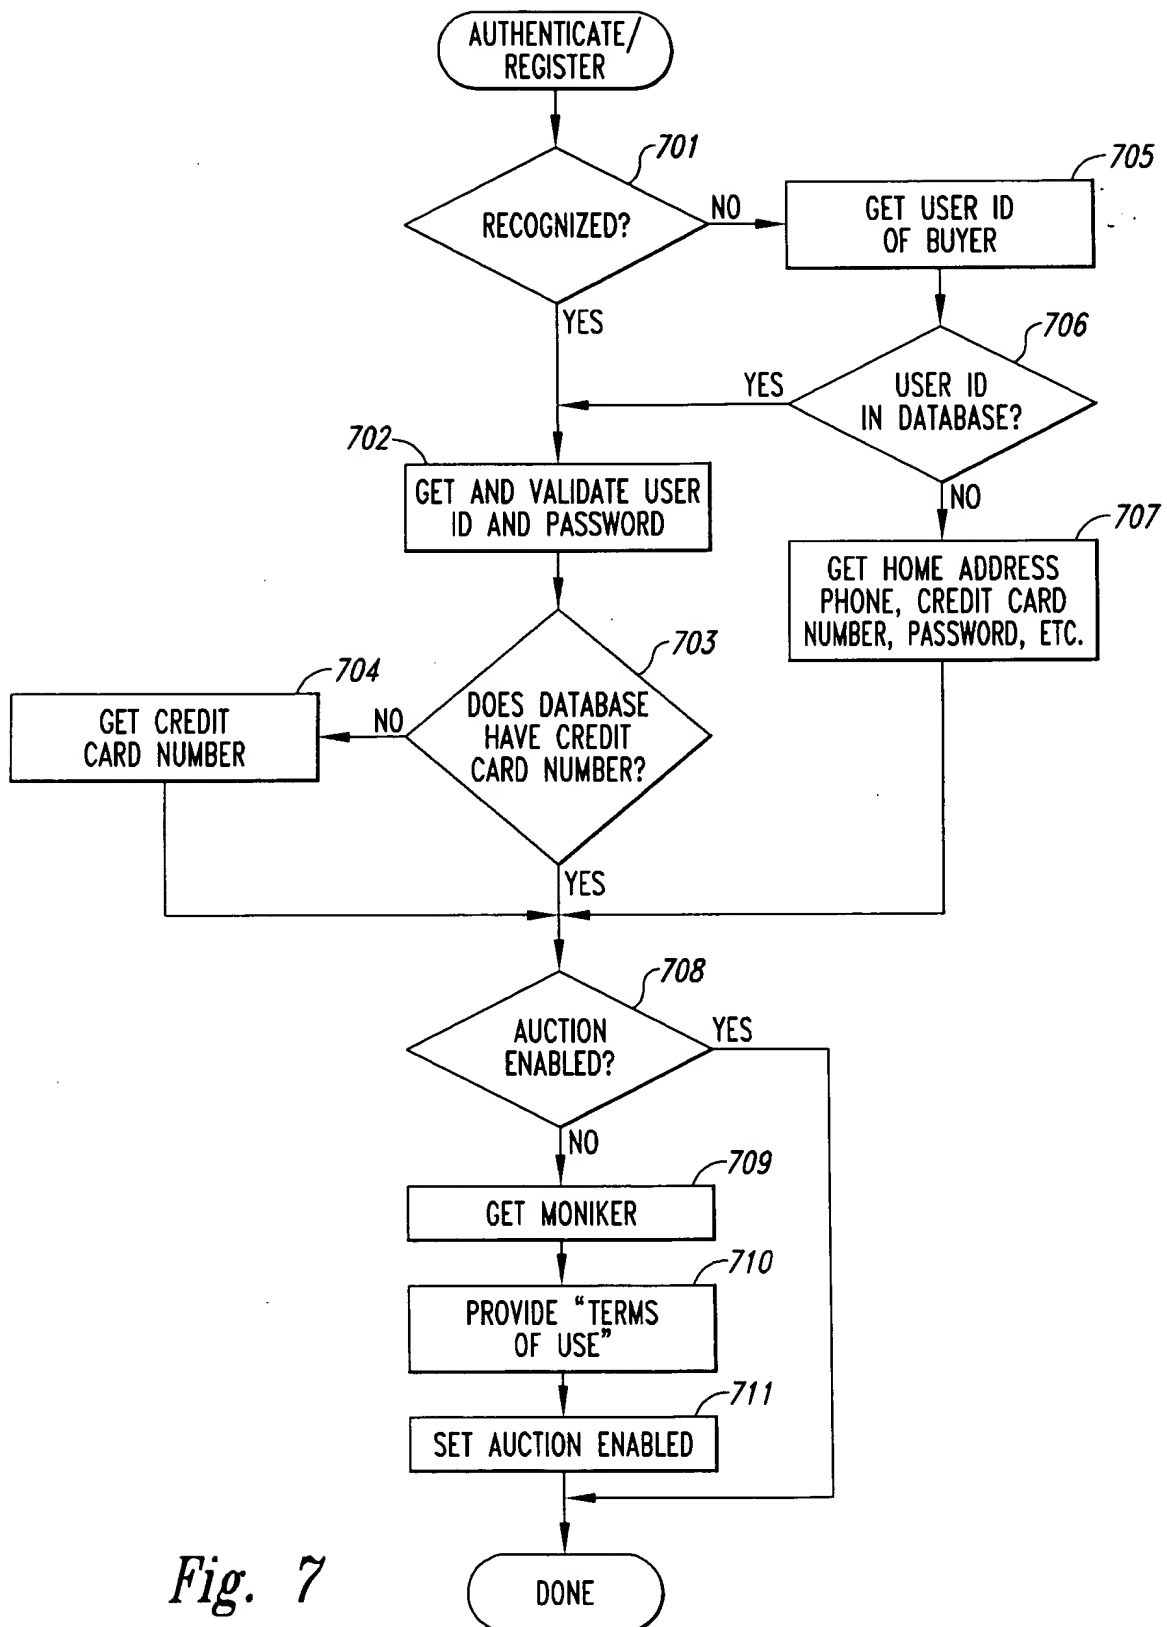 AUTHENTICATE/
REGISTER
701
RECOGNIZED?
NO
YES
705
GET USER ID
OF BUYER
706
USER ID
IN DATABASE?
YES
NO
702
GET AND VALIDATE USER
ID AND PASSWORD
707
GET HOME ADDRESS
PHONE, CREDIT CARD
NUMBER, PASSWORD, ETC.
703
DOES DATABASE
HAVE CREDIT
CARD NUMBER?
NO
YES
704
GET CREDIT
CARD NUMBER
708
AUCTION
ENABLED?
YES
NO
709
GET MONIKER
710
PROVIDE “TERMS
OF USE”
711
SET AUCTION ENABLED
DONE
Fig. 7